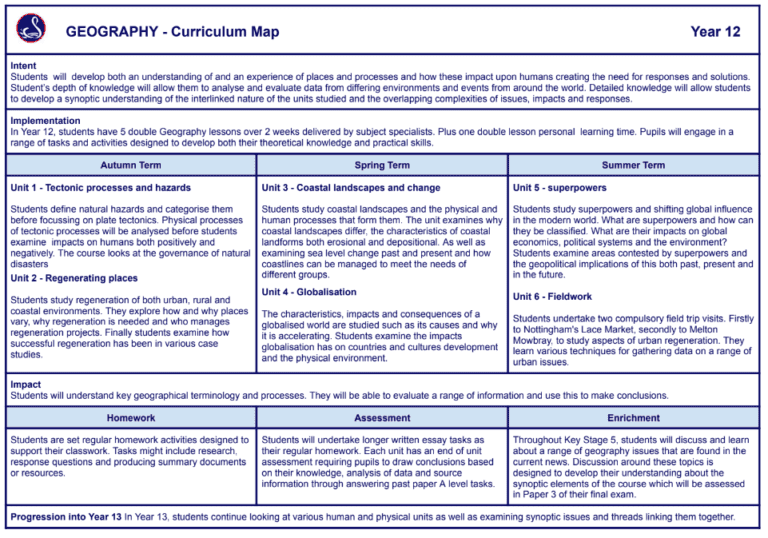 GEOGRAPHY - Curriculum Map
Year 12
Intent
Students will develop both an understanding of and an experience of places and processes and how these impact upon humans creating the need for responses and solutions.
Student's depth of knowledge will allow them to analyse and evaluate data from differing environments and events from around the world. Detailed knowledge will allow students
to develop a synoptic understanding of the interlinked nature of the units studied and the overlapping complexities of issues, impacts and responses.
Implementation
In Year 12, students have 5 double Geography lessons over 2 weeks delivered by subject specialists. Plus one double lesson personal learning time. Pupils will engage in a
range of tasks and activities designed to develop both their theoretical knowledge and practical skills.
Autumn Term
Unit 1 - Tectonic processes and hazards
Students define natural hazards and categorise them
before focussing on plate tectonics. Physical processes
of tectonic processes will be analysed before students
examine impacts on humans both positively and
negatively. The course looks at the governance of natural
disasters
Unit 2 - Regenerating places
Students study regeneration of both urban, rural and
coastal environments. They explore how and why places
vary, why regeneration is needed and who manages
regeneration projects. Finally students examine how
successful regeneration has been in various case
studies.
Spring Term
Unit 3 - Coastal landscapes and change
Students study coastal landscapes and the physical and
human processes that form them. The unit examines why
coastal landscapes differ, the characteristics of coastal
landforms both erosional and depositional. As well as
examining sea level change past and present and how
coastlines can be managed to meet the needs of
different groups.
Unit 4 - Globalisation
The characteristics, impacts and consequences of a
globalised world are studied such as its causes and why
it is accelerating. Students examine the impacts
globalisation has on countries and cultures development
and the physical environment.
Summer Term
Unit 5 - superpowers
Students study superpowers and shifting global influence
in the modern world. What are superpowers and how can
they be classified. What are their impacts on global
economics, political systems and the environment?
Students examine areas contested by superpowers and
the geopolitical implications of this both past, present and
in the future.
Unit 6 - Fieldwork
Students undertake two compulsory field trip visits. Firstly
to Nottingham's Lace Market, secondly to Melton
Mowbray, to study aspects of urban regeneration. They
learn various techniques for gathering data on a range of
urban issues.
Impact
Students will understand key geographical terminology and processes. They will be able to evaluate a range of information and use this to make conclusions.
Homework
Students are set regular homework activities designed to
support their classwork. Tasks might include research,
response questions and producing summary documents
or resources.
Assessment
Students will undertake longer written essay tasks as
their regular homework. Each unit has an end of unit
assessment requiring pupils to draw conclusions based
on their knowledge, analysis of data and source
information through answering past paper A level tasks.
Enrichment
Throughout Key Stage 5, students will discuss and learn
about a range of geography issues that are found in the
current news. Discussion around these topics is
designed to develop their understanding about the
synoptic elements of the course which will be assessed
in Paper 3 of their final exam.
Progression into Year 13 In Year 13, students continue looking at various human and physical units as well as examining synoptic issues and threads linking them together.